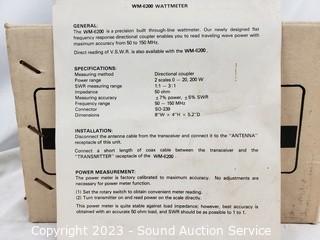 WM-6200 WATTMETER
GENERAL:
The WM-6200 is a precision built through-line wattmeter. Our newly designed flat
frequency response directional coupler enables you to read traveling wave power with
maximum accuracy from 50 to 150 MHz.
Direct reading of V.S.W.R. is also available with the WM-6200.
SPECIFICATIONS:
Measuring method Directional coupler
Power range 2 scales 0 – 20, 200 W
SWR measuring range 1:1 – 3:1
Impedance 50 ohm
Measuring accuracy ±7% power, ±5% SWR
Frequency range 50 – 150 MHz
Connector SO-239
Dimensions 8"W × 4"H × 5.2"D
INSTALLATION:
Disconnect the antenna cable from the transceiver and connect it to the "ANTENNA"
receptacle of this unit.
Connect a short length of coax cable between the transceiver and the
"TRANSMITTER" receptacle of the WM-6200.
POWER MEASUREMENT:
The power meter is factory calibrated to maximum accuracy. No adjustments are
necessary for power meter function.
(1) Set the rotary switch to obtain convenient meter reading.
(2) Turn transmitter on and read power on the scale directly.
This power meter is quite stable against load impedance; however, best accuracy is
obtained with an accurate 50 ohm load, and SWR should be as possible to 1 to 1.
Copyright 2023 - Sound Auction Service